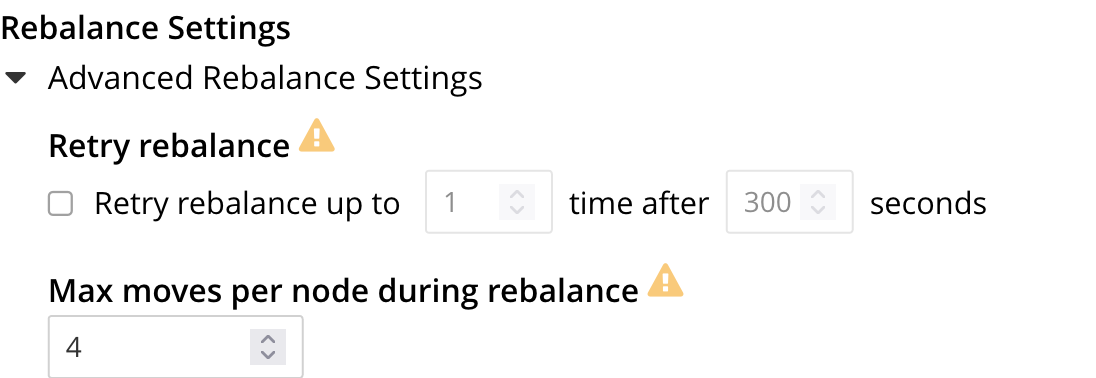 Rebalance Settings
Advanced Rebalance Settings
Retry rebalance
Retry rebalance up to 1 time after 300 seconds
Max moves per node during rebalance
4